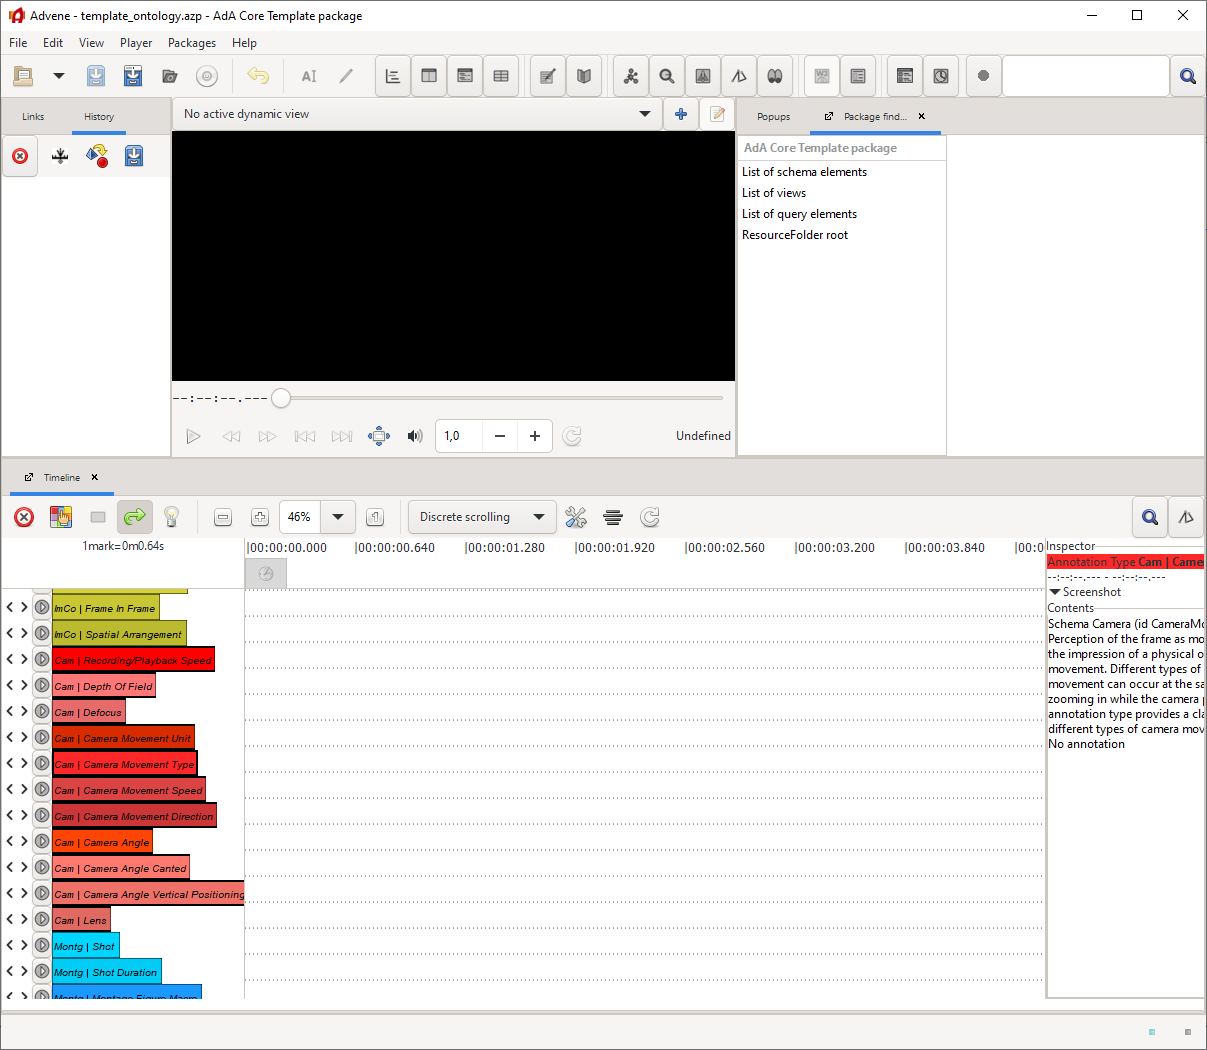 Advene - template_ontology.azp - AdA Core Template package
File Edit View Player Packages Help
Links History
No active dynamic view
Popups Package find...
AdA Core Template package
List of schema elements
List of views
List of query elements
ResourceFolder root
--:--:--.---
1,0
Undefined
Timeline
46%
Discrete scrolling
1mark=0m0.64s
|00:00:00.000 |00:00:00.640 |00:00:01.280 |00:00:01.920 |00:00:02.560 |00:00:03.200 |00:00:03.840 |00:0
Inspector
Annotation Type Cam | Came
--:--:--.--- - --:--:--.---
Screenshot
Contents
Schema Camera (id CameraMo
Perception of the frame as mo
the impression of a physical o
movement. Different types of
movement can occur at the sa
zooming in while the camera p
annotation type provides a cla
different types of camera mov
No annotation
ImCo | Frame In Frame
ImCo | Spatial Arrangement
Cam | Recording/Playback Speed
Cam | Depth Of Field
Cam | Defocus
Cam | Camera Movement Unit
Cam | Camera Movement Type
Cam | Camera Movement Speed
Cam | Camera Movement Direction
Cam | Camera Angle
Cam | Camera Angle Canted
Cam | Camera Angle Vertical Positioning
Cam | Lens
Montg | Shot
Montg | Shot Duration
Montg | Montage Figure Macro